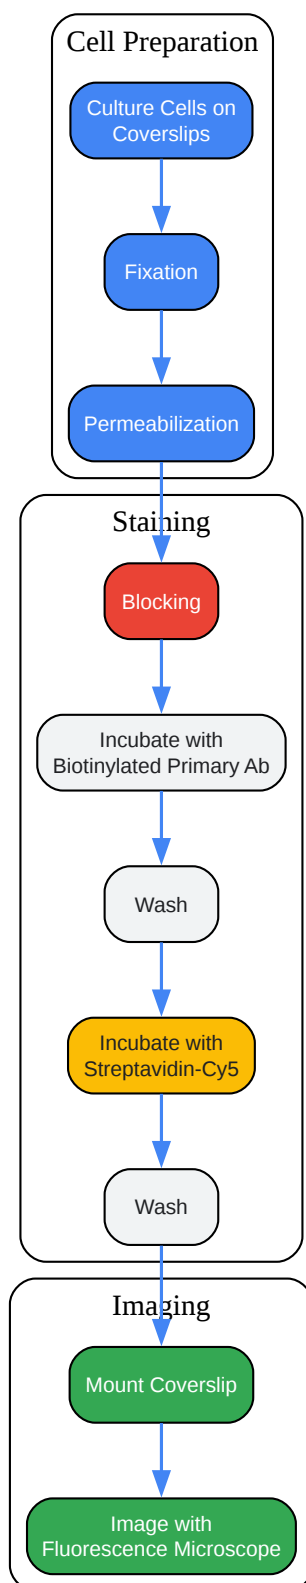 Cell Preparation
Culture Cells on
Coverslips
Fixation
Permeabilization
Staining
Blocking
Incubate with
Biotinylated Primary Ab
Wash
Incubate with
Streptavidin-Cy5
Wash
Imaging
Mount Coverslip
Image with
Fluorescence Microscope